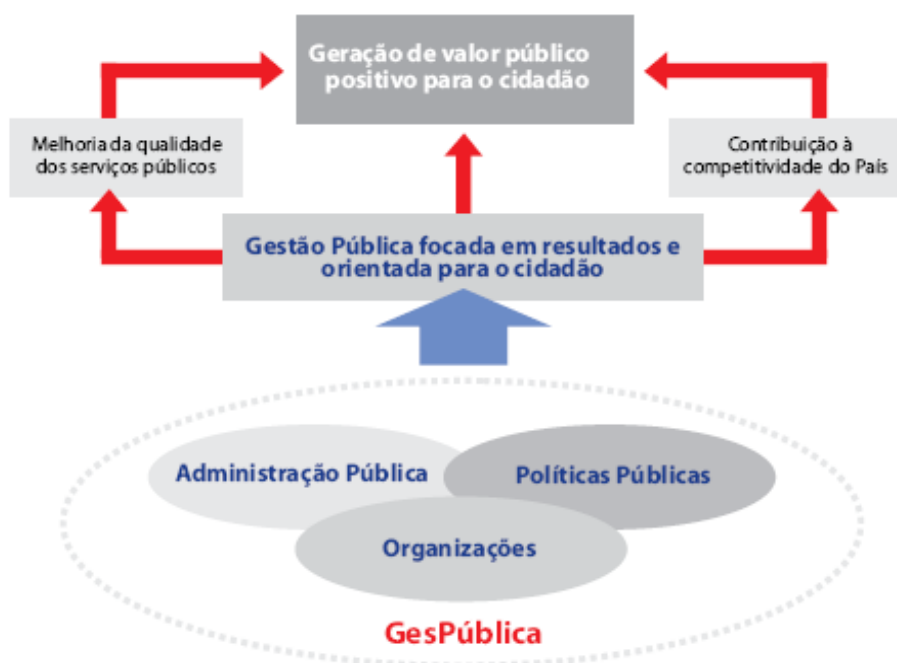 Geração de valor público
positivo para o cidadão
Melhoria da qualidade
dos serviços públicos
Contribuição à
competitividade do País
Gestão Pública focada em resultados e
orientada para o cidadão
Administração Pública
Políticas Públicas
Organizações
GesPública